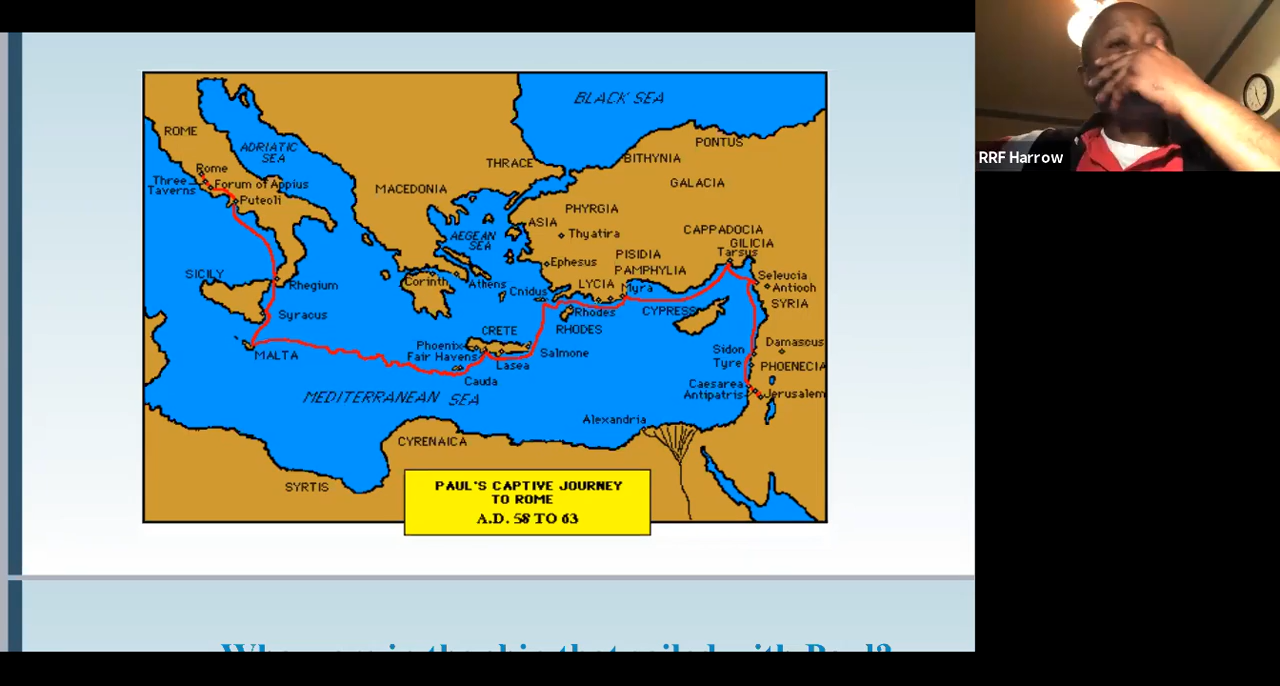 BLACK SEA
ROME
ADRIATIC
SEA
PONTUS
THRACE
BITHYNIA
Rome
Three
Taverns
Forum of Appius
Puteoli
MACEDONIA
GALACIA
PHYRGIA
ASIA
Thyatira
AEGEAN
SEA
CAPPADOCIA
GILICIA
Tarsus
PISIDIA
PAMPHYLIA
Ephesus
SICILY
Rhegium
Corinth
Athens
Cnidus
LYCIA
Myra
Seleucia
Antioch
SYRIA
Syracus
Rhodes
RHODES
CYPRESS
CRETE
MALTA
Phoenix
Fair Havens
Lasea
Salmone
Cauda
Sidon
Tyre
Damascus
PHOENECIA
Caesarea
Antipatris
Jerusalem
MEDITERRANEAN SEA
Alexandria
CYRENAICA
SYRTIS
PAUL'S CAPTIVE JOURNEY
TO ROME
A.D. 58 TO 63
RRF Harrow